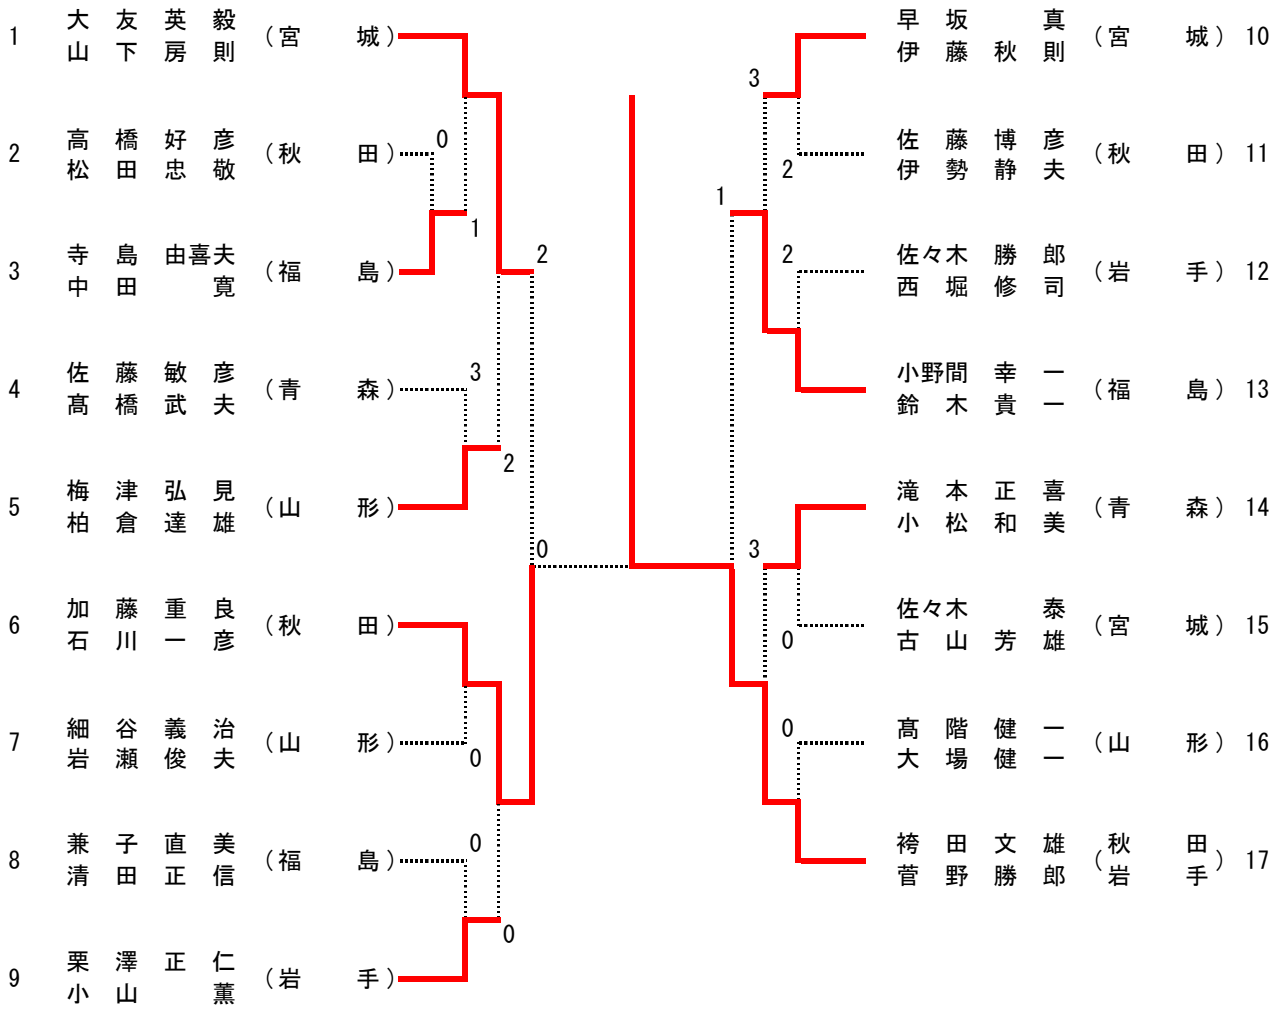 1 大友英毅 (宮城)
山下房則
2 高橋好彦 (秋田) 0
松田忠敬
1
3 寺島由喜夫 (福島) 2
中田寛
4 佐藤敏彦 (青森) 3
髙橋武夫
2
5 梅津弘見 (山形)
柏倉達雄
0
6 加藤重良 (秋田)
石川一彦
7 細谷義治 (山形)
岩瀬俊夫
0
8 兼子直美 (福島) 0
清田正信
0
9 栗澤正仁 (岩手)
小山薫
早坂真 (宮城) 10
伊藤秋則
3
佐藤博彦 (秋田) 11
伊勢静夫
2
1
2 佐々木勝郎 (岩手) 12
西堀修司
小野間幸一 (福島) 13
鈴木貴一
滝本正喜 (青森) 14
小松和美
3
佐々木泰 (宮城) 15
古山芳雄
0
0 髙階健一 (山形) 16
大場健一
袴田文雄 (秋田 17
菅野勝郎 岩手)